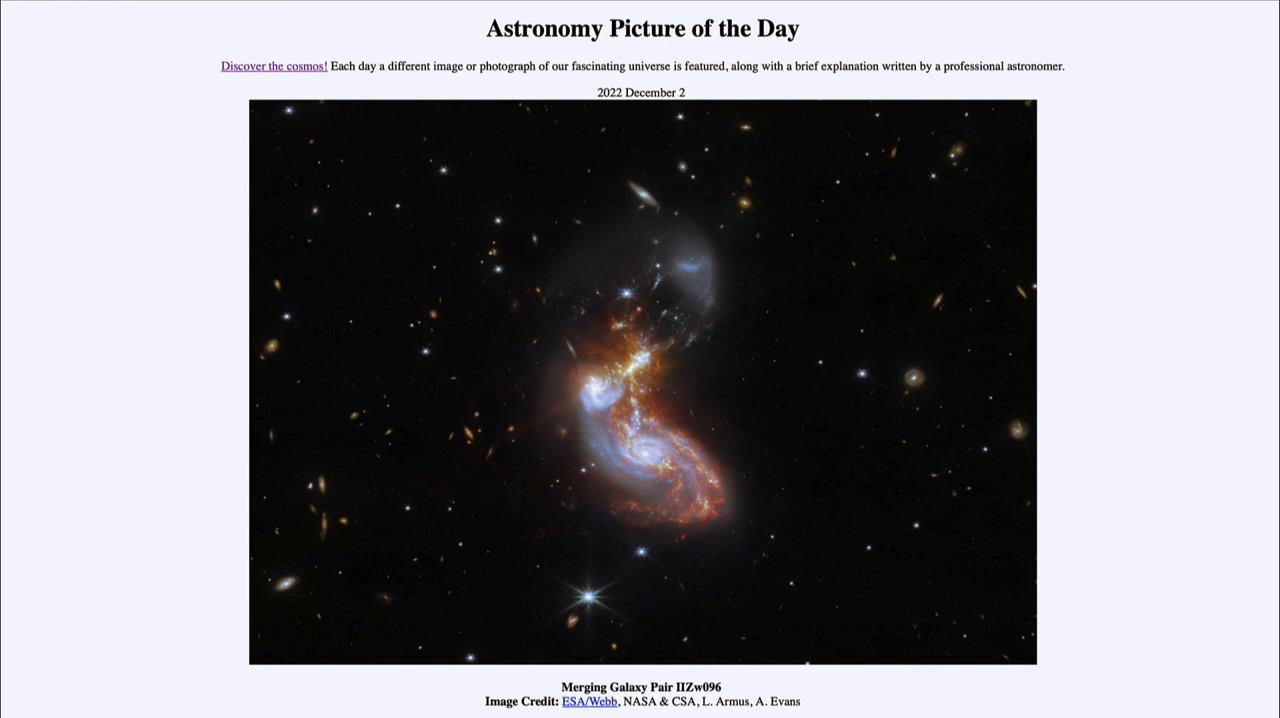 Astronomy Picture of the Day
Discover the cosmos! Each day a different image or photograph of our fascinating universe is featured, along with a brief explanation written by a professional astronomer.
2022 December 2
Merging Galaxy Pair IIZw096
Image Credit: ESA/Webb, NASA & CSA, L. Armus, A. Evans